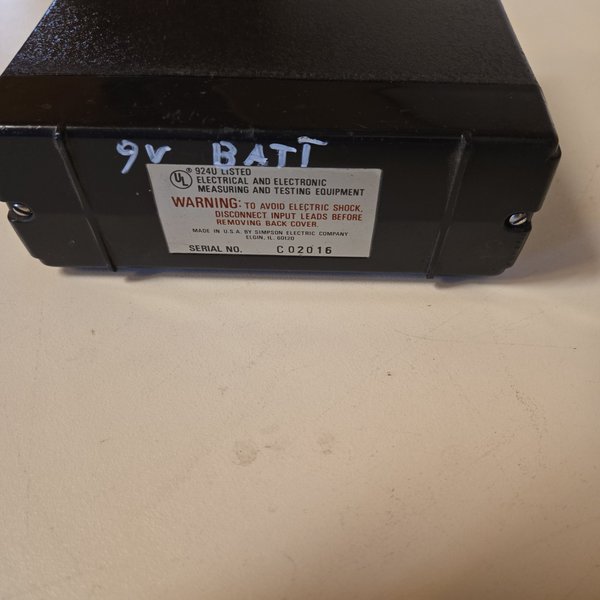 9V BATT
UL ® 924U LISTED
ELECTRICAL AND ELECTRONIC
MEASURING AND TESTING EQUIPMENT
WARNING: TO AVOID ELECTRIC SHOCK,
DISCONNECT INPUT LEADS BEFORE
REMOVING BACK COVER.
MADE IN U.S.A. BY SIMPSON ELECTRIC COMPANY
ELGIN, IL. 60120
SERIAL NO. C 02016